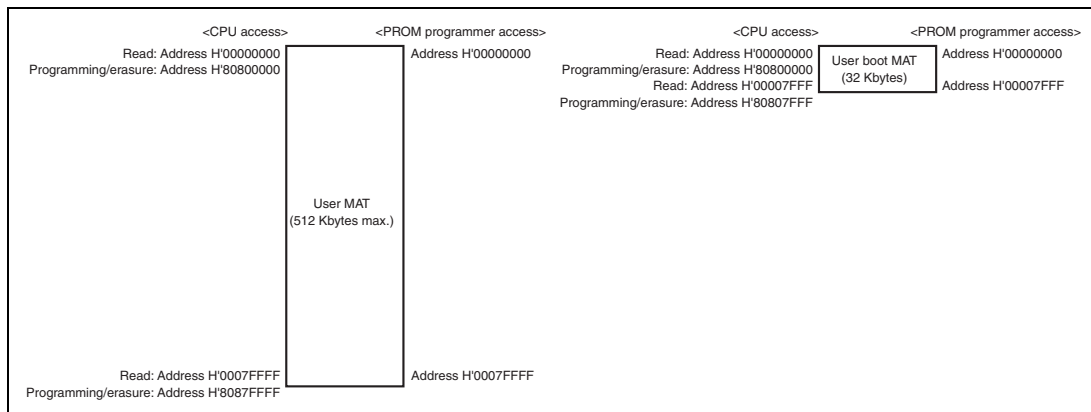 <CPU access>
<PROM programmer access>
Read: Address H'00000000
Address H'00000000
Programming/erasure: Address H'80800000
User MAT
(512 Kbytes max.)
Read: Address H'0007FFFF
Address H'0007FFFF
Programming/erasure: Address H'8087FFFF
<CPU access>
<PROM programmer access>
Read: Address H'00000000
Address H'00000000
Programming/erasure: Address H'80800000
User boot MAT
(32 Kbytes)
Read: Address H'00007FFF
Address H'00007FFF
Programming/erasure: Address H'80807FFF